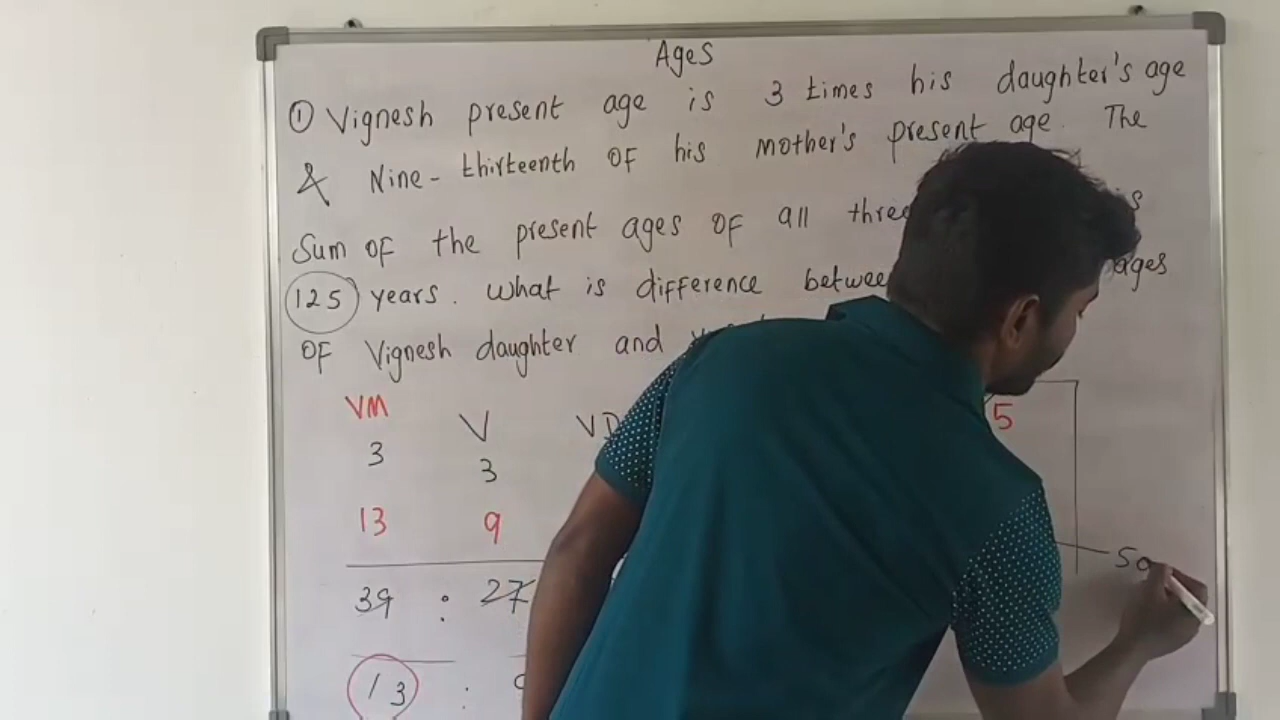 Ages
① Vignesh present age is 3 times his daughter's age
& Nine-thirteenth of his mother's present age. The
Sum of the present ages of all
125 years. What is difference ages
of Vignesh daughter and
VM V VD 5
3 3
13 9
39 : 27
13 :